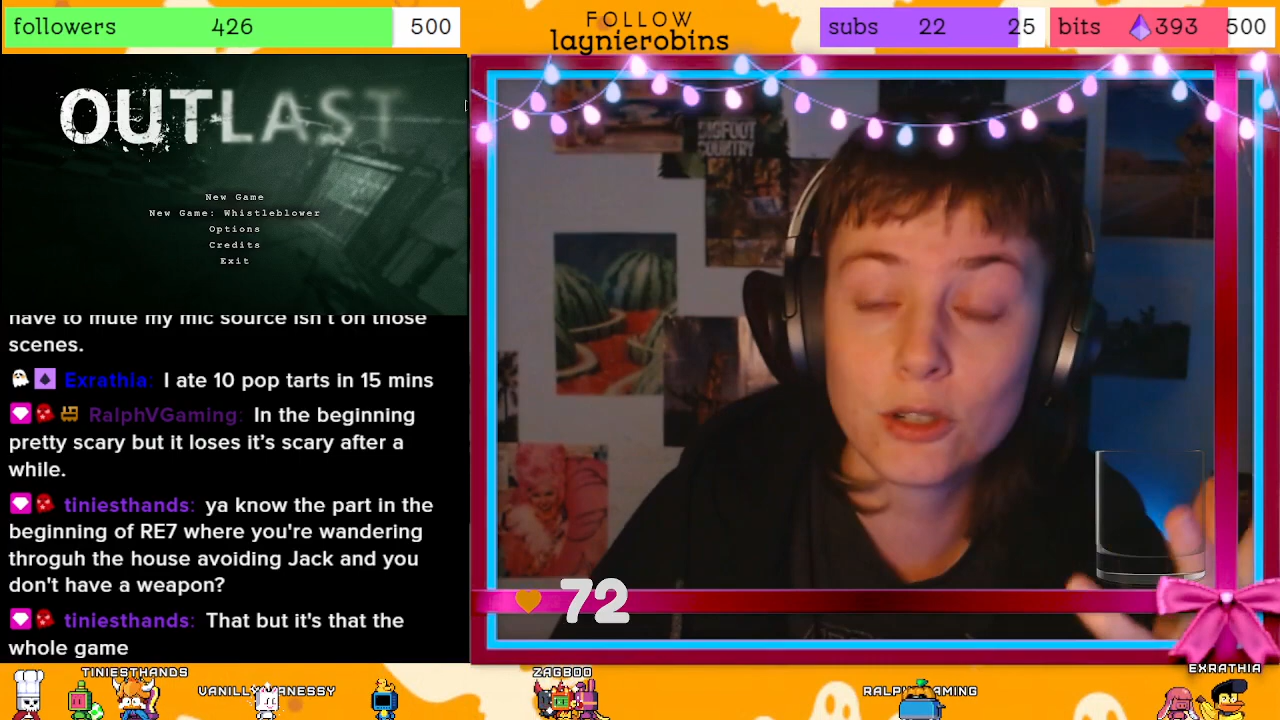 followers 426 500
FOLLOW
laynierobins
subs 22 25
bits 393 500
OUTLAST
New Game
New Game: Whistleblower
Options
Credits
Exit
BIGFOOT
COUNTRY
have to mute my mic source isn't on those
scenes.
Exrathia: I ate 10 pop tarts in 15 mins
RalphVGaming: In the beginning
pretty scary but it loses it's scary after a
while.
tiniesthands: ya know the part in the
beginning of RE7 where you're wandering
throguh the house avoiding Jack and you
don't have a weapon?
tiniesthands: That but it's that the
whole game
72
TINIESTHANDS
ZAGBOO
EXRATHIA